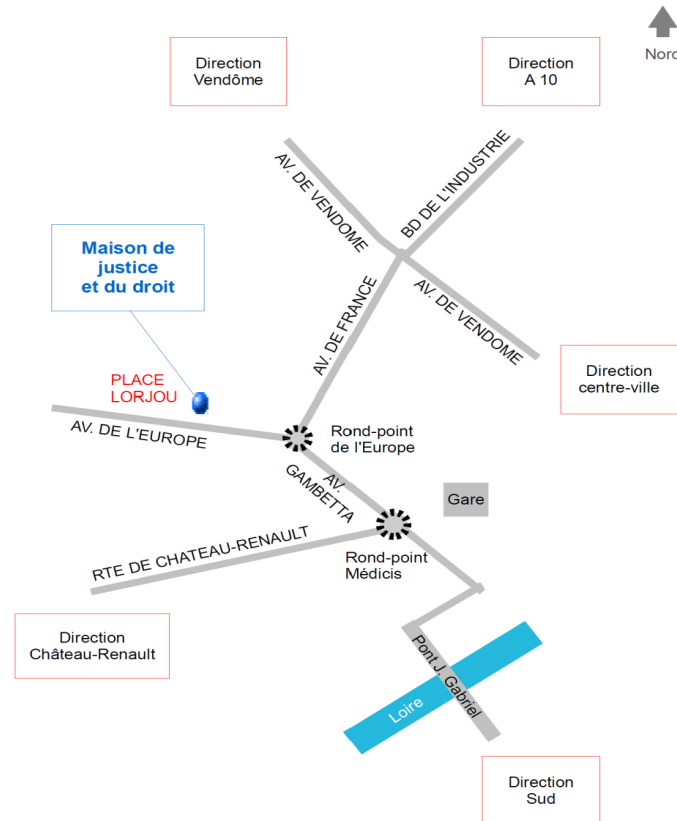 Nord
Direction
Vendôme
Direction
A 10
AV. DE VENDOME
BD DE L'INDUSTRIE
Maison de
justice
et du droit
AV. DE FRANCE
AV. DE VENDOME
Direction
centre-ville
PLACE
LORJOU
AV. DE L'EUROPE
Rond-point
de l'Europe
AV.
GAMBETTA
Gare
RTE DE CHATEAU-RENAULT
Rond-point
Médicis
Direction
Château-Renault
Pont J. Gabriel
Loire
Direction
Sud